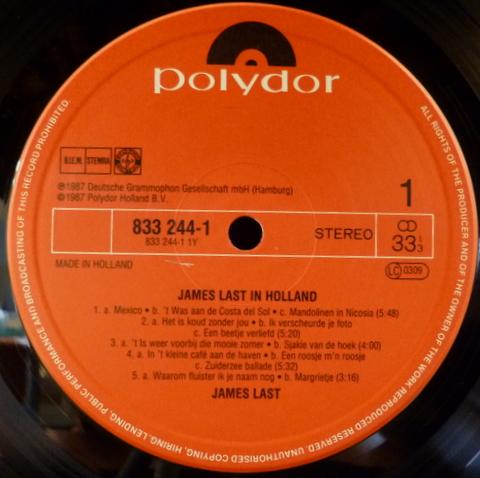 polydor
B.I.E.M. STEMRA
℗1987 Deutsche Grammophon Gesellschaft mbH (Hamburg)
©1987 Polydor Holland B.V.
1
833 244-1
833 244-1 1Y
STEREO
33 1/3
MADE IN HOLLAND
LC 0309
JAMES LAST IN HOLLAND
1. a. Mexico • b. 't Was aan de Costa del Sol • c. Mandolinen in Nicosia (5:48)
2. a. Het is koud zonder jou • b. Ik verscheurde je foto
c. Een beetje verliefd (5:20)
3. a. 't Is weer voorbij die mooie zomer • b. Sjakie van de hoek (4:00)
4. a. In 't kleine café aan de haven • b. Een roosje m'n roosje
c. Zuiderzee ballade (5:32)
5. a. Waarom fluister ik je naam nog • b. Margrietje (3:16)
JAMES LAST
ALL RIGHTS OF THE PRODUCER AND OF THE OWNER OF THE WORK REPRODUCED RESERVED. UNAUTHORISED COPYING, HIRING, LENDING, PUBLIC PERFORMANCE AND BROADCASTING OF THIS RECORD PROHIBITED.